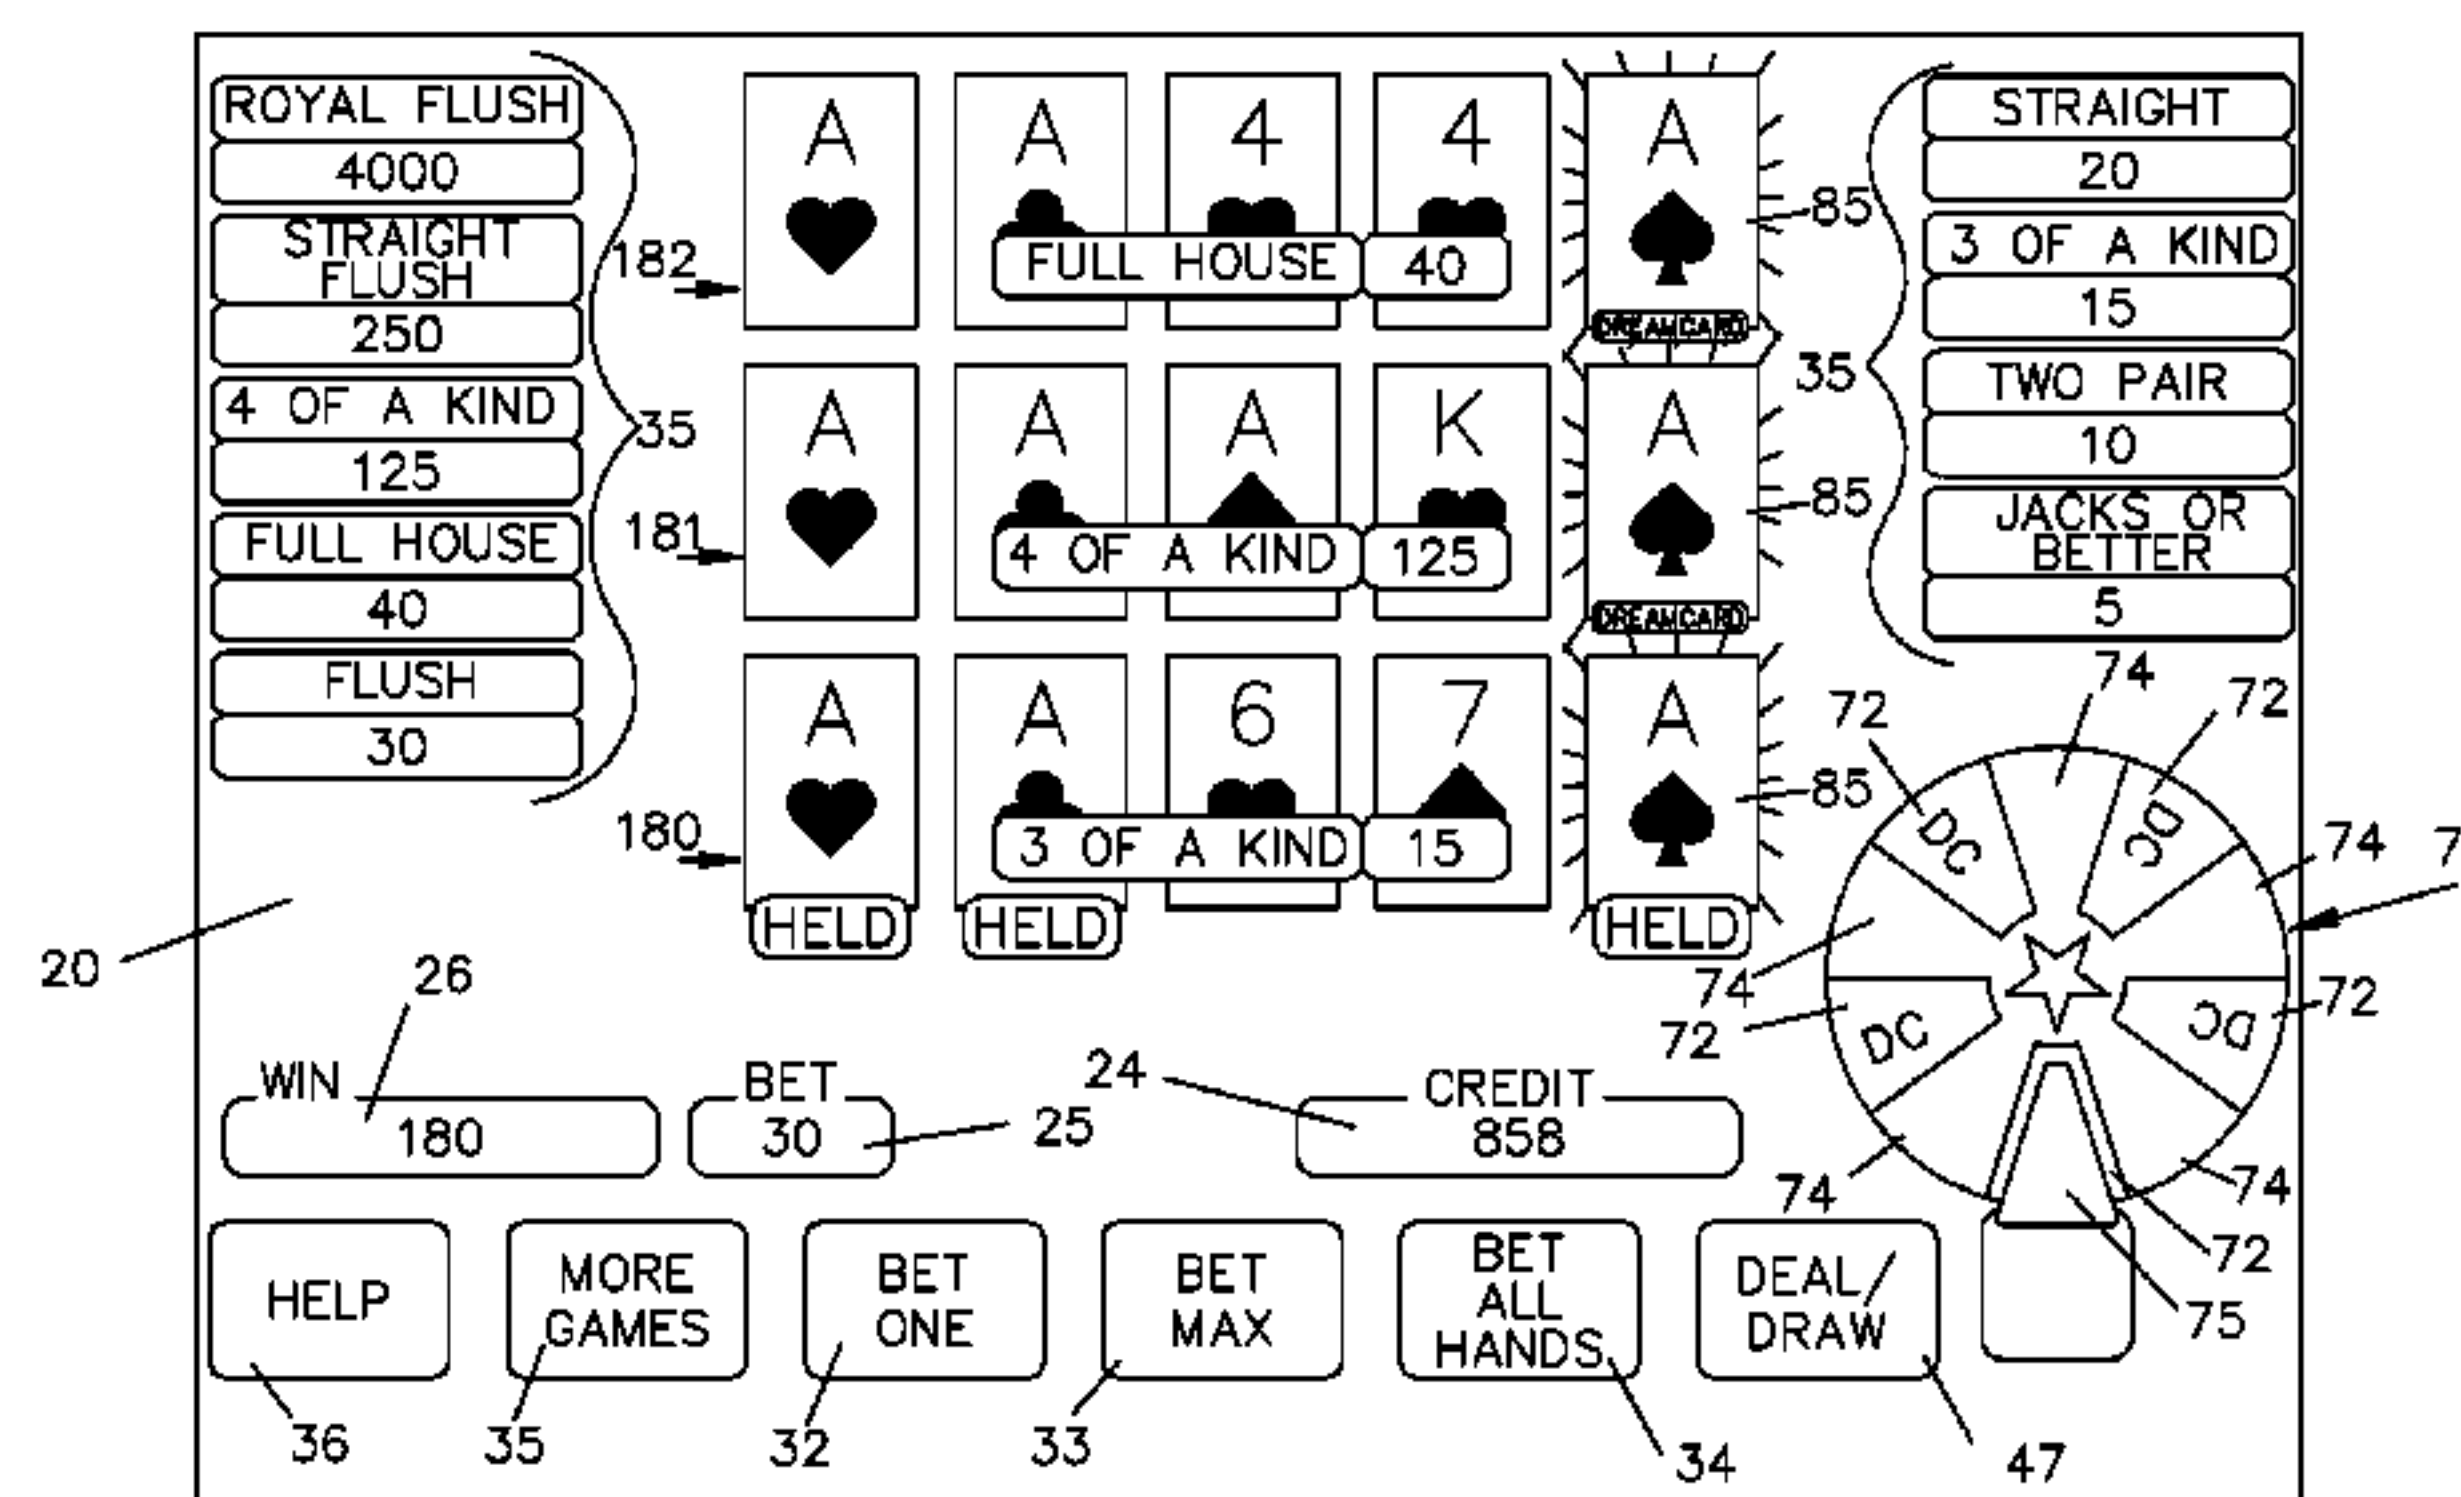 ROYAL FLUSH
4000
STRAIGHT
FLUSH
250
4 OF A KIND
125
FULL HOUSE
40
FLUSH
30
35
182
A A 4 4 A
FULL HOUSE 40
85
DREAM CARD
181
A A A K A
4 OF A KIND 125
85
DREAM CARD
180
A A 6 7 A
3 OF A KIND 15
85
HELD HELD HELD
35
STRAIGHT
20
3 OF A KIND
15
TWO PAIR
10
JACKS OR
BETTER
5
74
72 72
DC DC
74
74
72 72
DC DC
74 74
72
75
20
26
WIN
180
BET
30
25
24
CREDIT
858
HELP
MORE
GAMES
BET
ONE
BET
MAX
BET
ALL
HANDS
DEAL/
DRAW
36 35 32 33 34 47